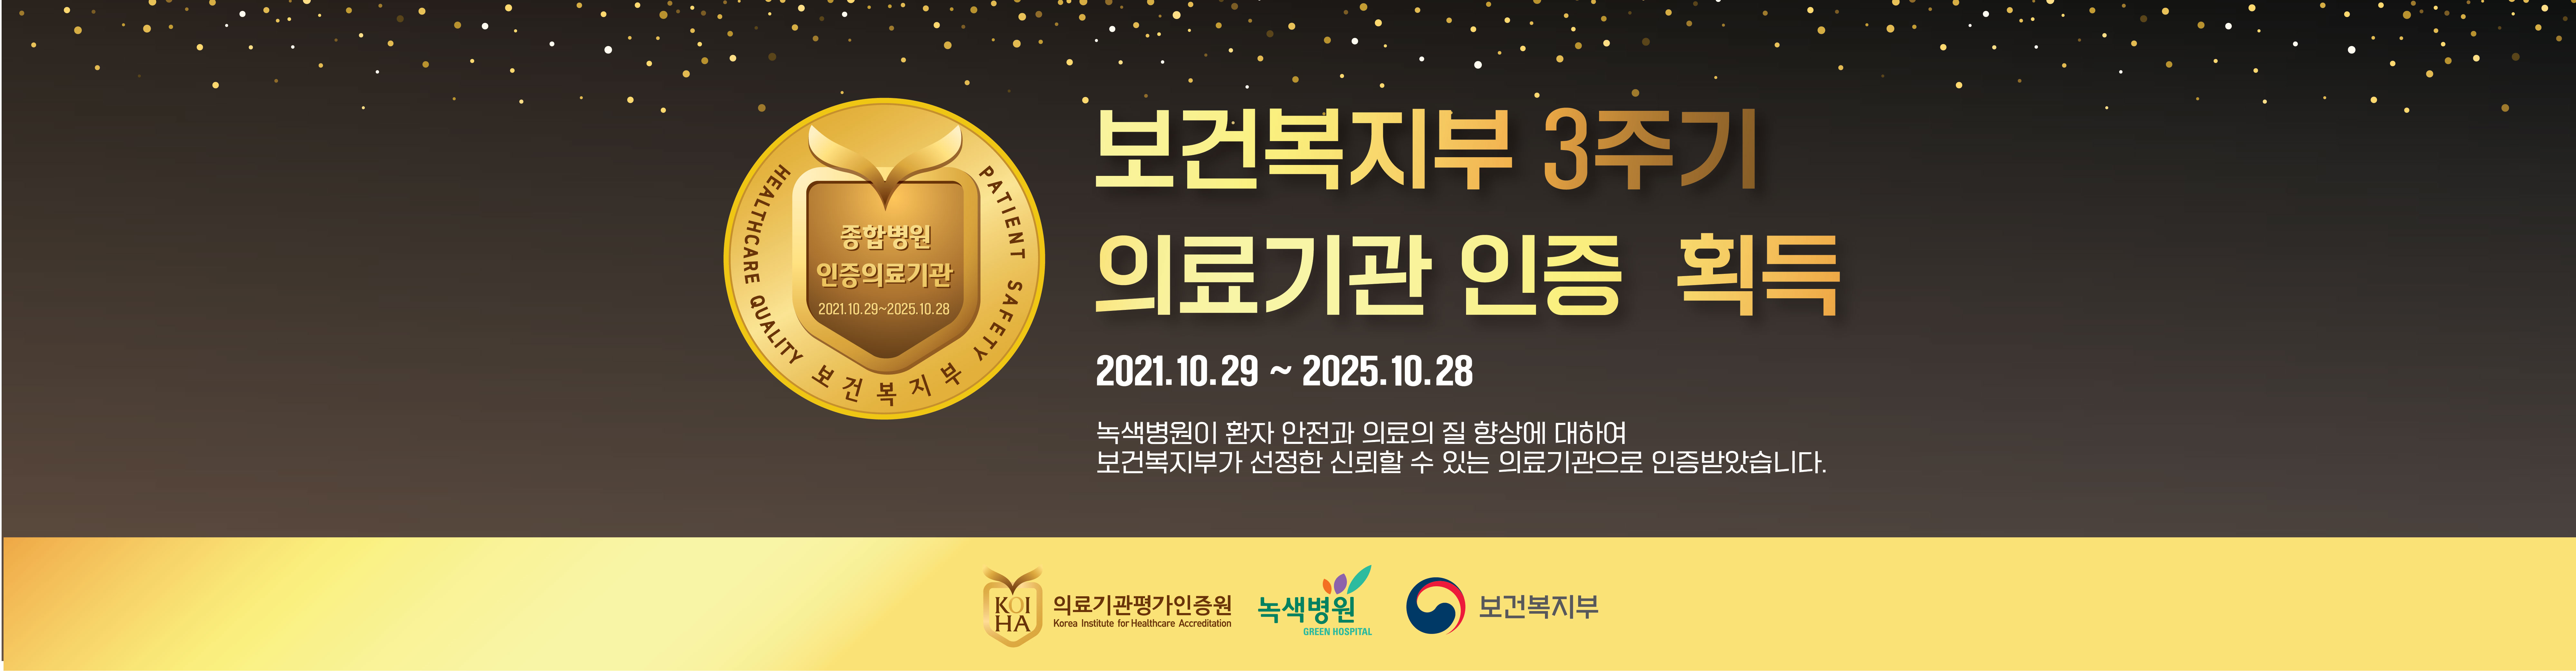 HEALTHCARE QUALITY
PATIENT SAFETY
보건복지부
종합병원
인증의료기관
2021.10.29~2025.10.28
보건복지부 3주기
의료기관 인증 획득
2021.10.29 ~ 2025.10.28
녹색병원이 환자 안전과 의료의 질 향상에 대하여
보건복지부가 선정한 신뢰할 수 있는 의료기관으로 인증받았습니다.
KOI
HA
의료기관평가인증원
Korea Institute for Healthcare Accreditation
녹색병원
GREEN HOSPITAL
보건복지부